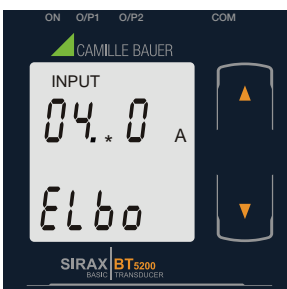 ON O/P1 O/P2 COM
CAMILLE BAUER
INPUT
04.*0 A
ELbo
SIRAX BT5200
BASIC TRANSDUCER